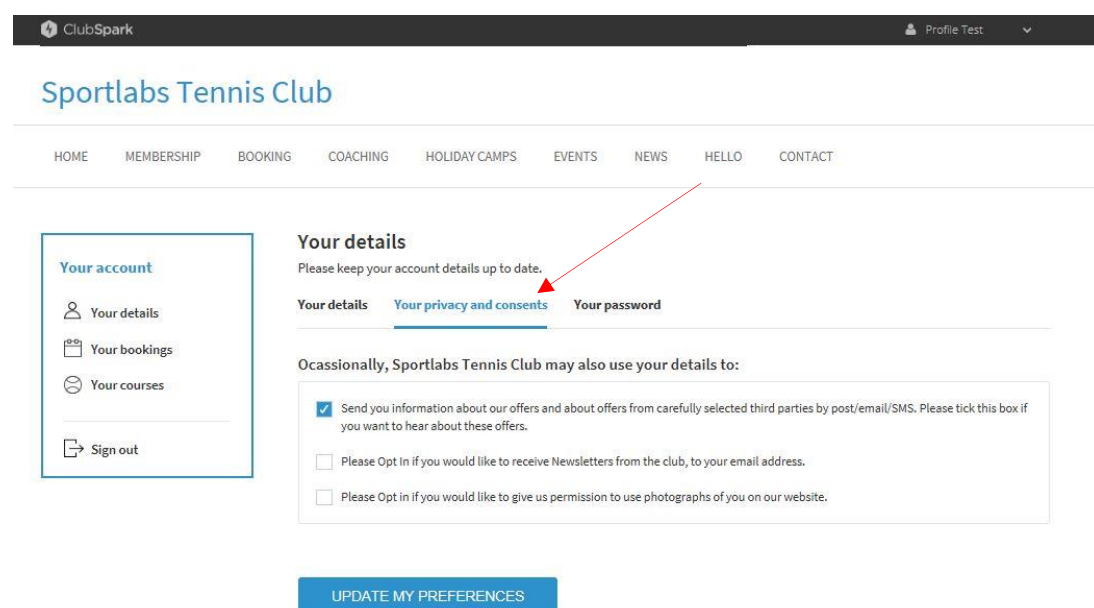 ClubSpark
Profile Test
Sportlabs Tennis Club
HOME MEMBERSHIP BOOKING COACHING HOLIDAY CAMPS EVENTS NEWS HELLO CONTACT
Your account
Your details
Your bookings
Your courses
Sign out
Your details
Please keep your account details up to date.
Your details Your privacy and consents Your password
Ocassionally, Sportlabs Tennis Club may also use your details to:
Send you information about our offers and about offers from carefully selected third parties by post/email/SMS. Please tick this box if
you want to hear about these offers.
Please Opt In if you would like to receive Newsletters from the club, to your email address.
Please Opt in if you would like to give us permission to use photographs of you on our website.
UPDATE MY PREFERENCES